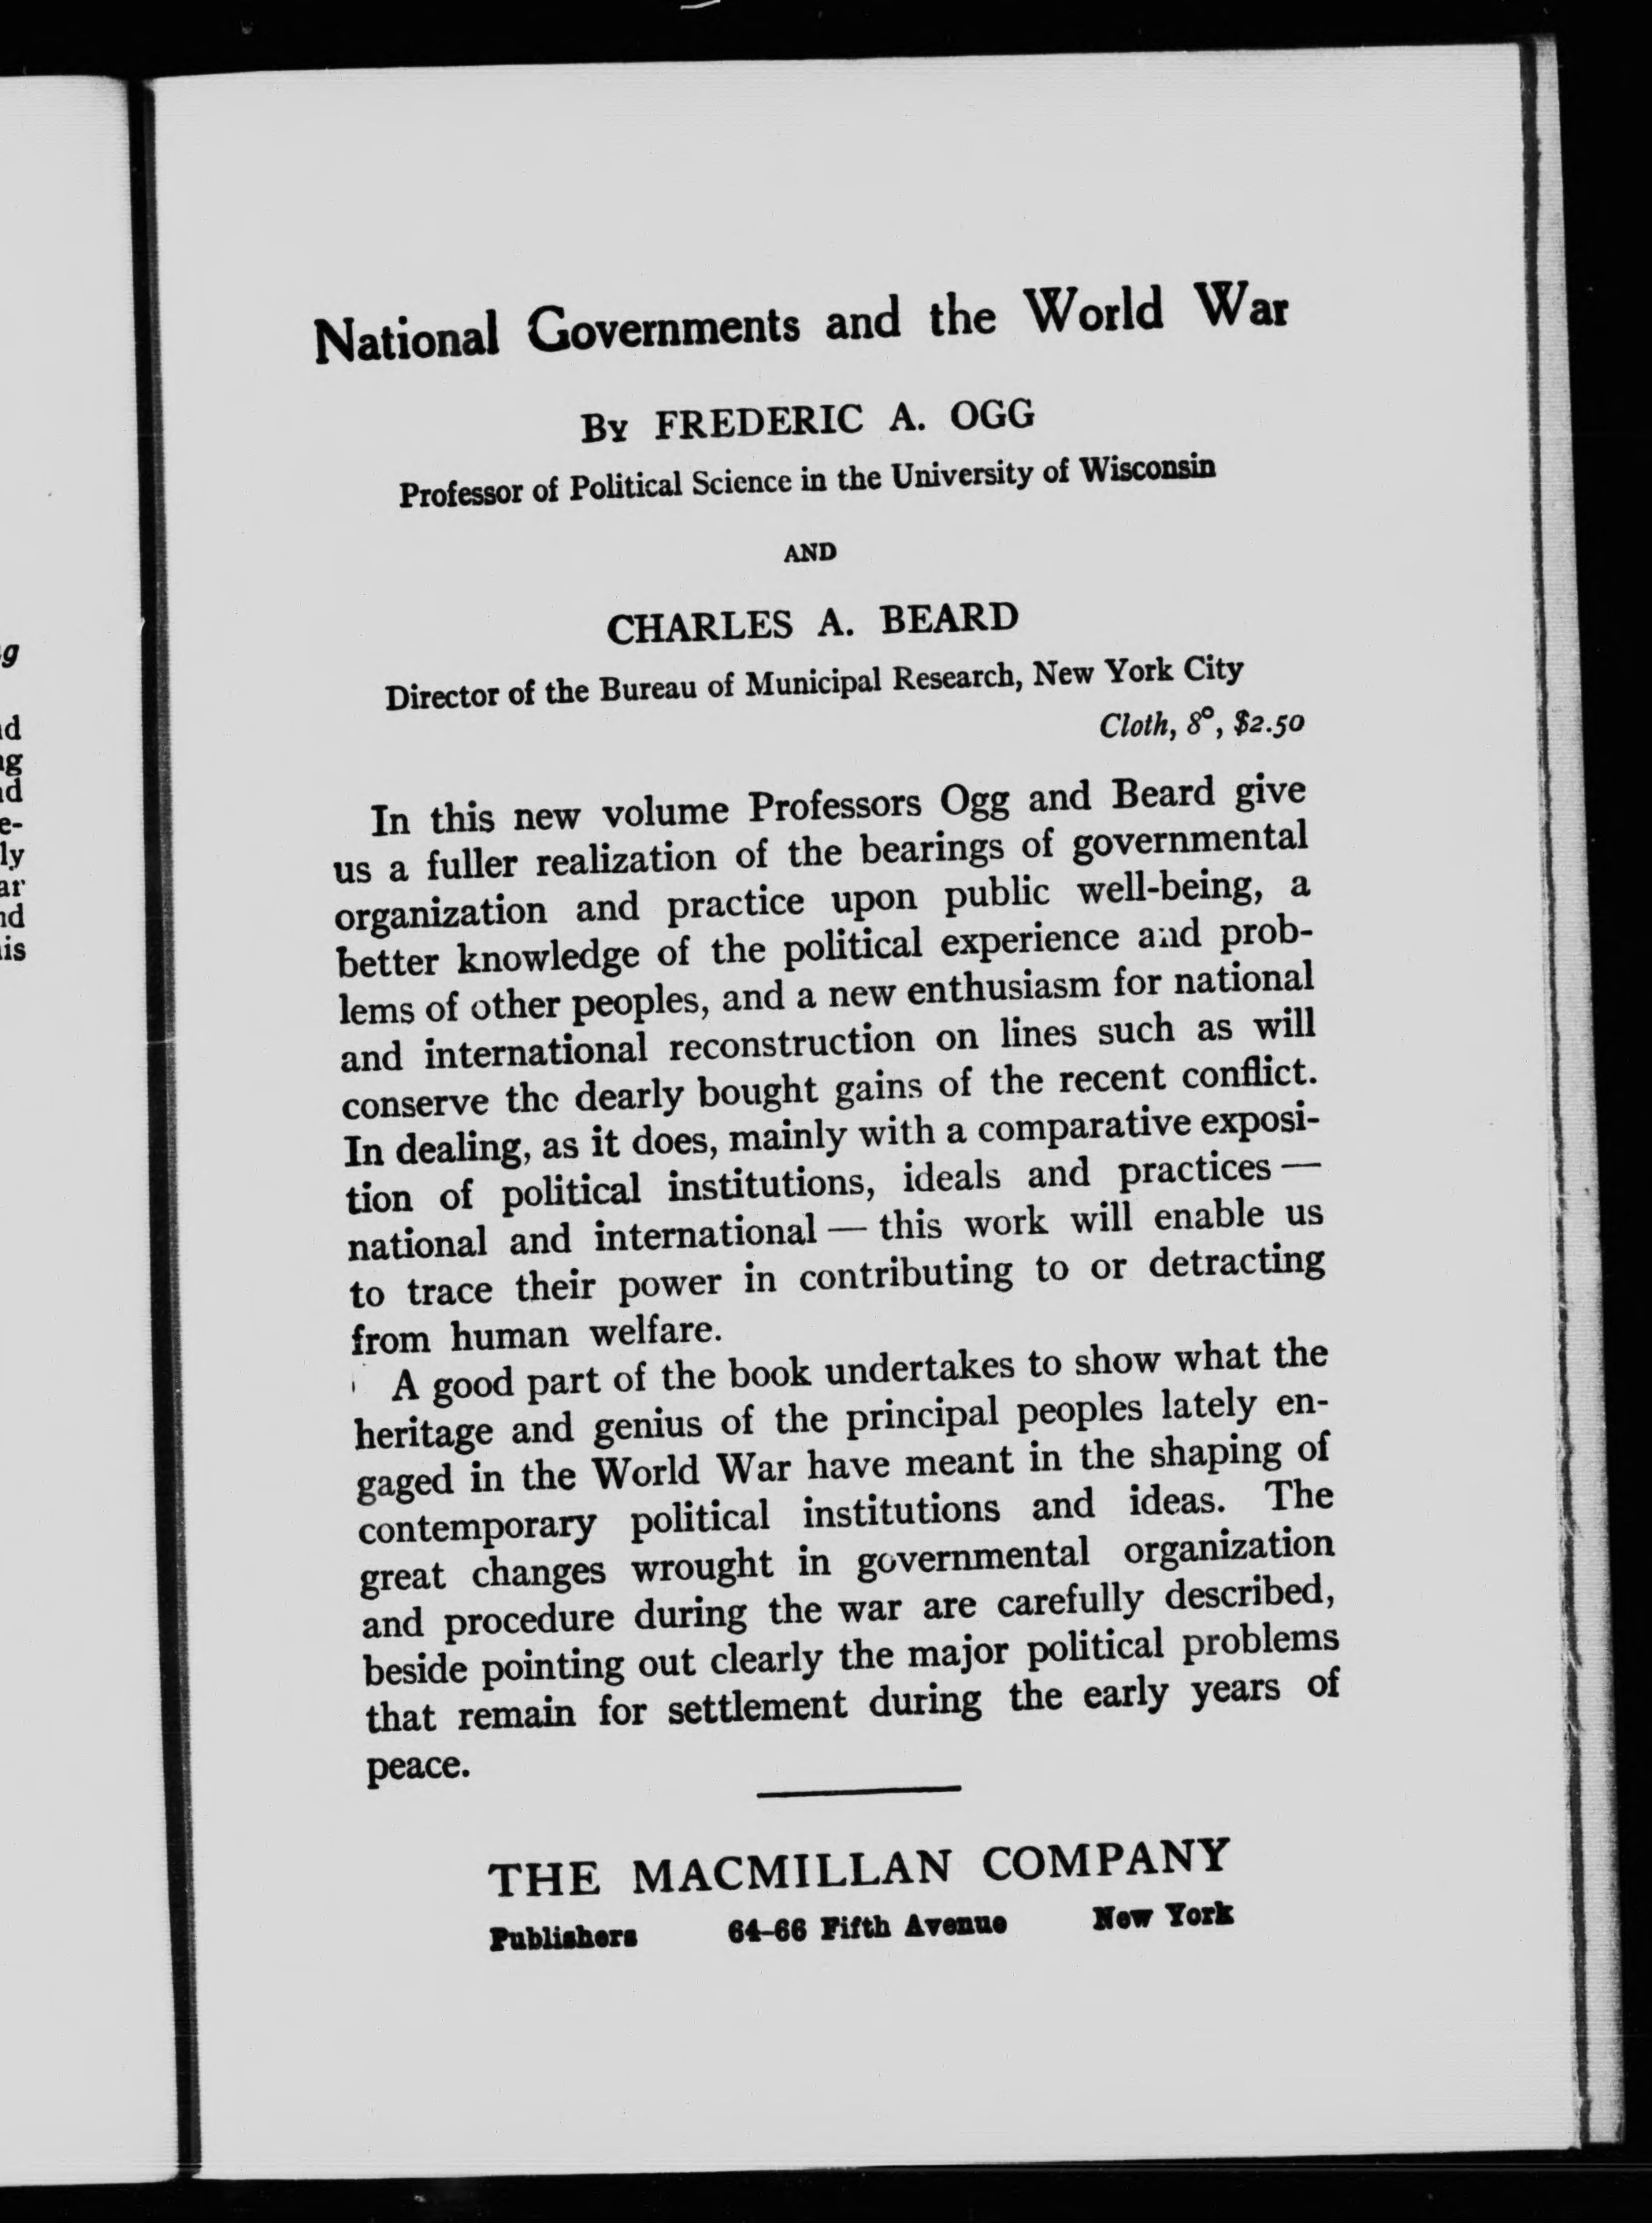 National Governments and the World War
By FREDERIC A. OGG
Professor of Political Science in the University of Wisconsin
AND
CHARLES A. BEARD
Director of the Bureau of Municipal Research, New York City
Cloth, 8°, $2.50
In this new volume Professors Ogg and Beard give
us a fuller realization of the bearings of governmental
organization and practice upon public well-being, a
better knowledge of the political experience and prob-
lems of other peoples, and a new enthusiasm for national
and international reconstruction on lines such as will
conserve the dearly bought gains of the recent conflict.
In dealing, as it does, mainly with a comparative exposi-
tion of political institutions, ideals and practices —
national and international — this work will enable us
to trace their power in contributing to or detracting
from human welfare.
A good part of the book undertakes to show what the
heritage and genius of the principal peoples lately en-
gaged in the World War have meant in the shaping of
contemporary political institutions and ideas. The
great changes wrought in governmental organization
and procedure during the war are carefully described,
beside pointing out clearly the major political problems
that remain for settlement during the early years of
peace.
THE MACMILLAN COMPANY
Publishers 64-66 Fifth Avenue New York